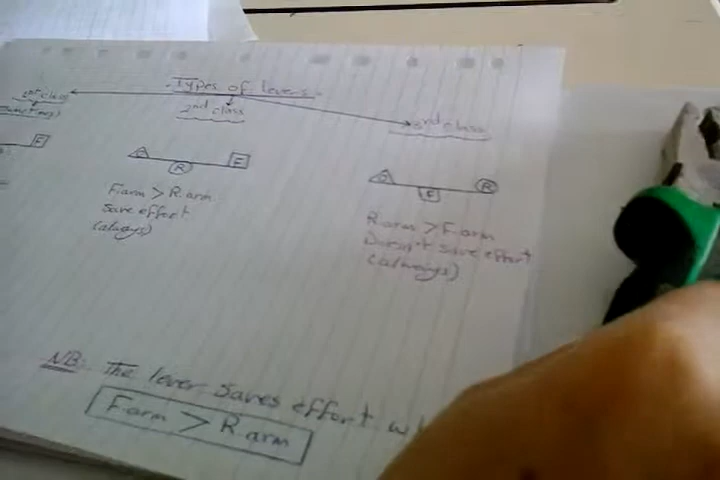 Types of levers
1st class
2nd class
3rd class
(sometimes)
F
O
R
F
O
F
R
F arm > R arm
Save effort
(always)
R arm > F arm
Doesn't save effort
(always)
NB: The lever saves effort
F arm > R arm